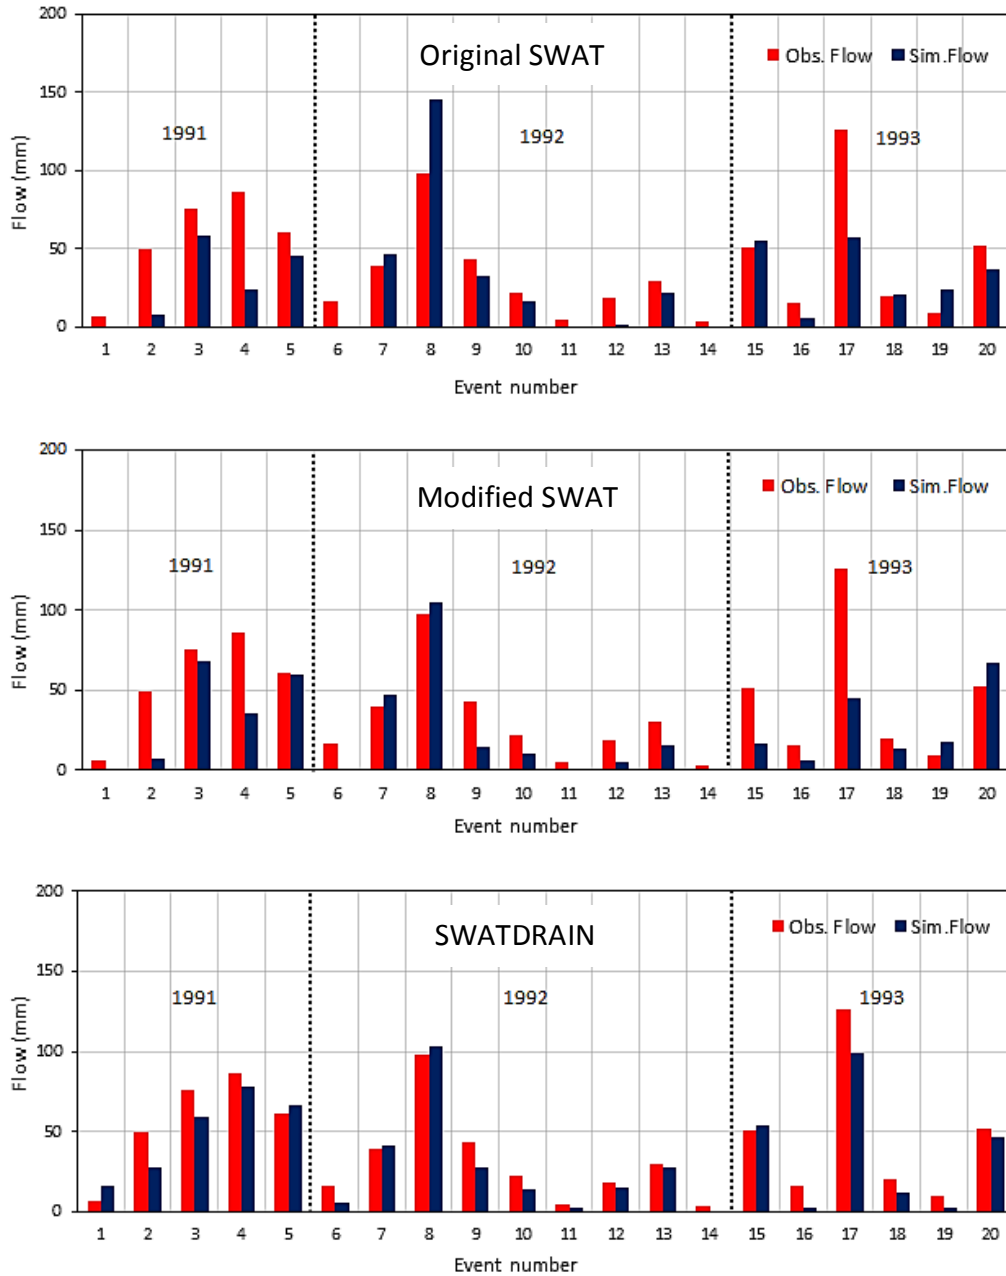 200
Original SWAT
Obs. Flow Sim.Flow
150
1991
1992
1993
Flow (mm)
100
50
0
1 2 3 4 5 6 7 8 9 10 11 12 13 14 15 16 17 18 19 20
Event number
200
Modified SWAT
Obs. Flow Sim.Flow
150
1991
1992
1993
Flow (mm)
100
50
0
1 2 3 4 5 6 7 8 9 10 11 12 13 14 15 16 17 18 19 20
Event number
200
SWATDRAIN
Obs. Flow Sim.Flow
150
1991
1992
1993
Flow (mm)
100
50
0
1 2 3 4 5 6 7 8 9 10 11 12 13 14 15 16 17 18 19 20
Event number